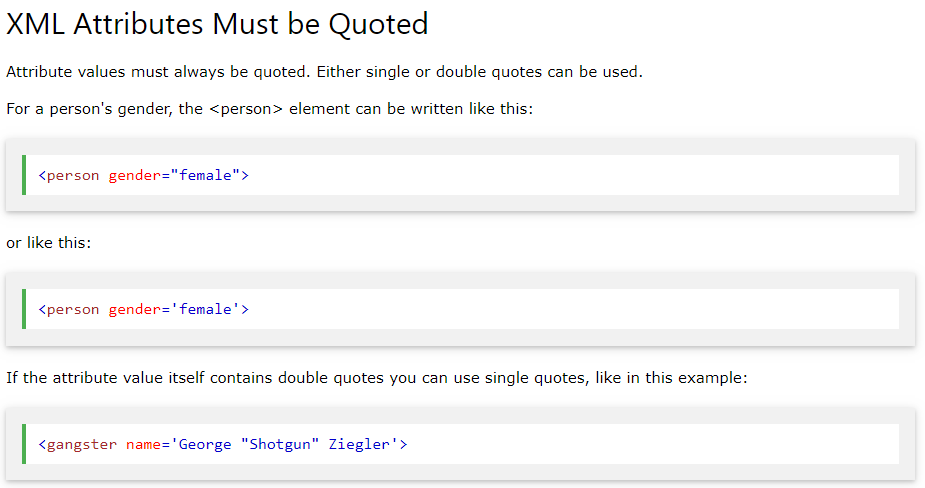 XML Attributes Must be Quoted
Attribute values must always be quoted. Either single or double quotes can be used.
For a person's gender, the <person> element can be written like this:
<person gender="female">
or like this:
<person gender='female'>
If the attribute value itself contains double quotes you can use single quotes, like in this example:
<gangster name='George "Shotgun" Ziegler'>